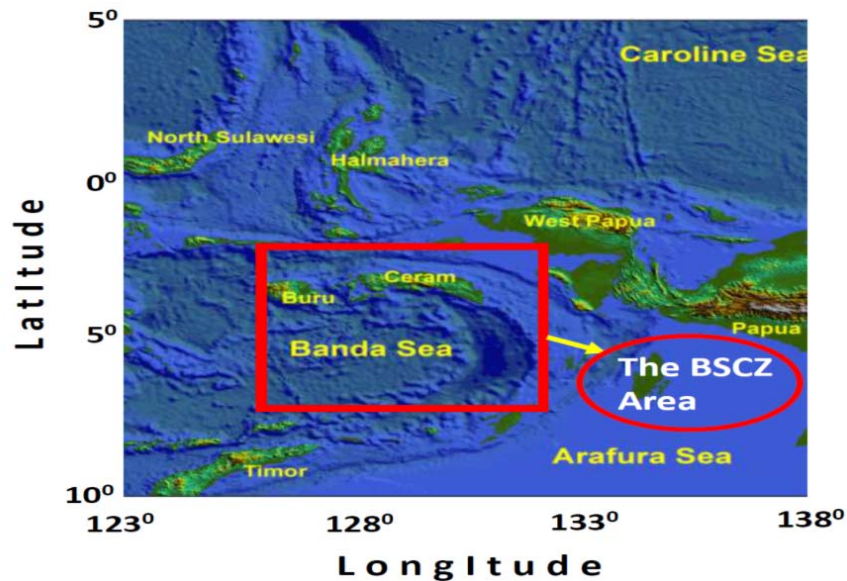 5⁰
Caroline Sea
North Sulawesi
Halmahera
0⁰
West Papua
LatItude
Ceram
Buru
5⁰
Papua
Banda Sea
The BSCZ
Area
Arafura Sea
Timor
10⁰
123⁰ 128⁰ 133⁰ 138⁰
LongItude